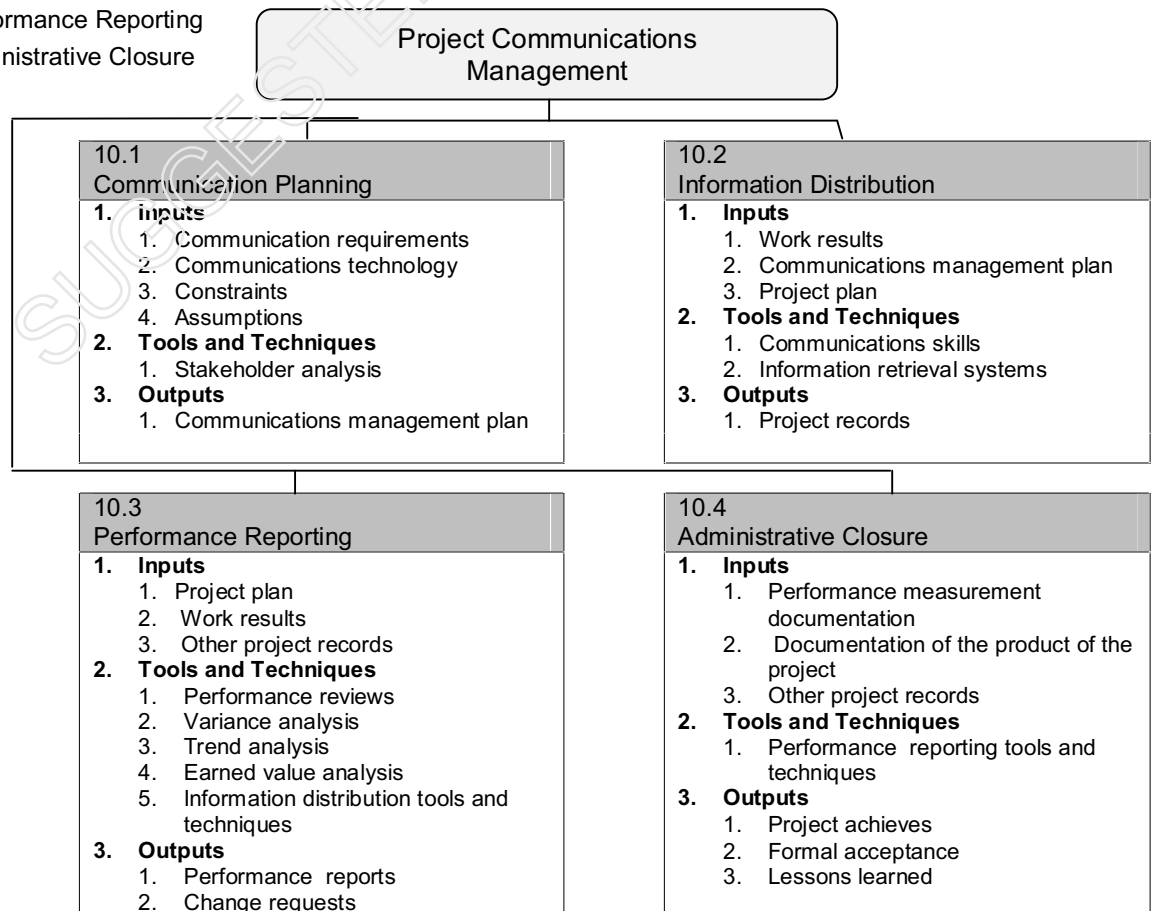 ormance Reporting
nistrative Closure
Project Communications
Management
10.1
Communication Planning
1. Inputs
1. Communication requirements
2. Communications technology
3. Constraints
4. Assumptions
2. Tools and Techniques
1. Stakeholder analysis
3. Outputs
1. Communications management plan
10.2
Information Distribution
1. Inputs
1. Work results
2. Communications management plan
3. Project plan
2. Tools and Techniques
1. Communications skills
2. Information retrieval systems
3. Outputs
1. Project records
10.3
Performance Reporting
1. Inputs
1. Project plan
2. Work results
3. Other project records
2. Tools and Techniques
1. Performance reviews
2. Variance analysis
3. Trend analysis
4. Earned value analysis
5. Information distribution tools and
techniques
3. Outputs
1. Performance reports
2. Change requests
10.4
Administrative Closure
1. Inputs
1. Performance measurement
documentation
2. Documentation of the product of the
project
3. Other project records
2. Tools and Techniques
1. Performance reporting tools and
techniques
3. Outputs
1. Project achieves
2. Formal acceptance
3. Lessons learned
SUGGESTE